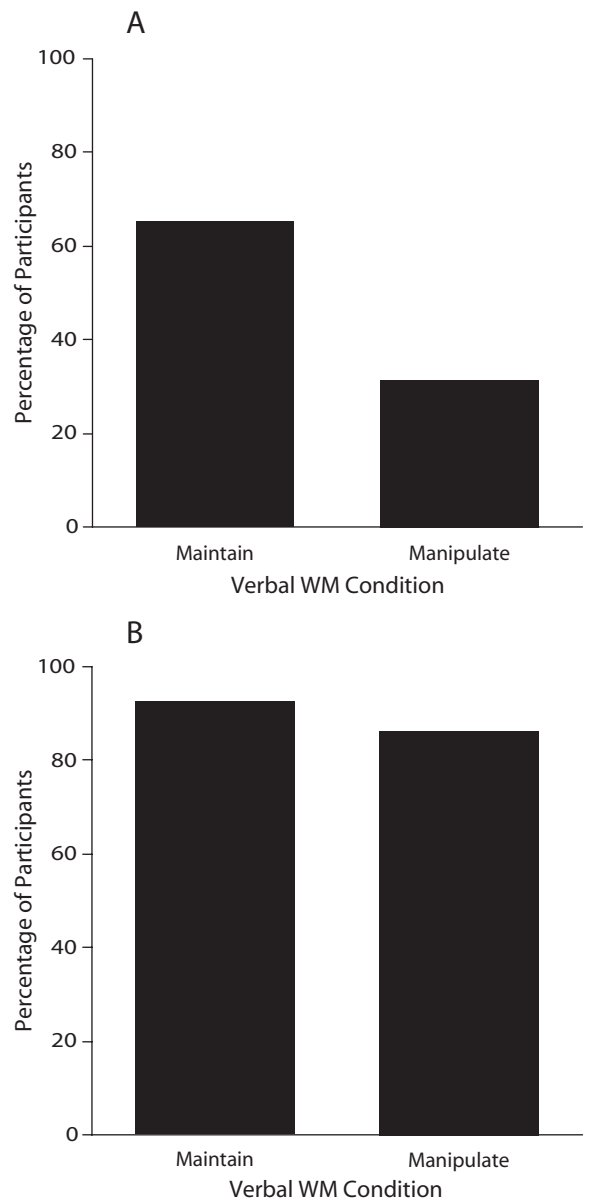 A
100
80
60
40
20
0
Percentage of Participants
Maintain Manipulate
Verbal WM Condition
B
100
80
60
40
20
0
Percentage of Participants
Maintain Manipulate
Verbal WM Condition